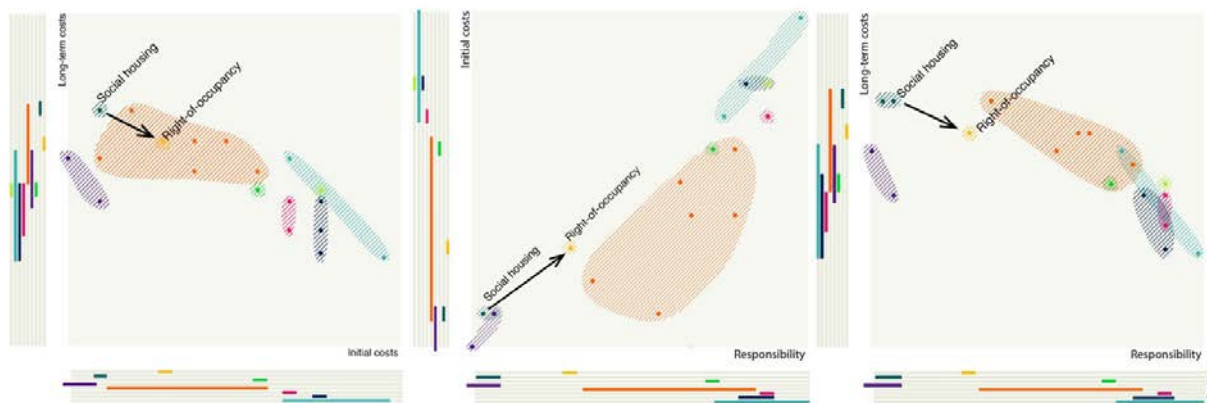 Long-term costs
Social housing
Right-of-occupancy
Initial costs
Initial costs
Social housing
Right-of-occupancy
Responsibility
Long-term costs
Social housing
Right-of-occupancy
Responsibility